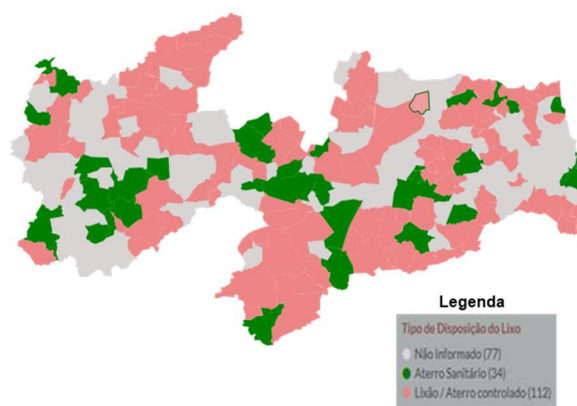 Legenda
Tipo de Disposição do Lixo
Não Informado (77)
Aterro Sanitário (34)
Lixão / Aterro controlado (112)